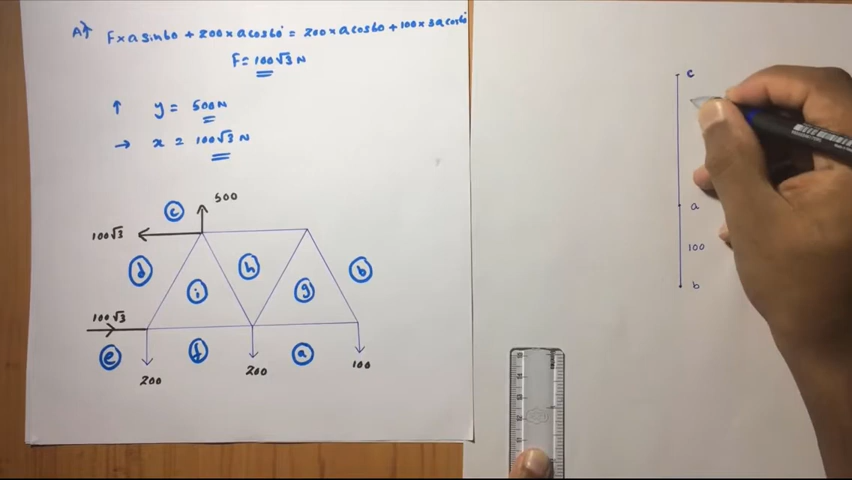 A↑ F×a sin60 + 200×a cos60° = 200×a cos60 + 100×3a cos60°
F = 100√3 N
↑ y = 500N
→ x = 100√3 N
500
c
100√3
d
h
b
i
g
100√3
e
f
a
200
200
100
c
a
100
b